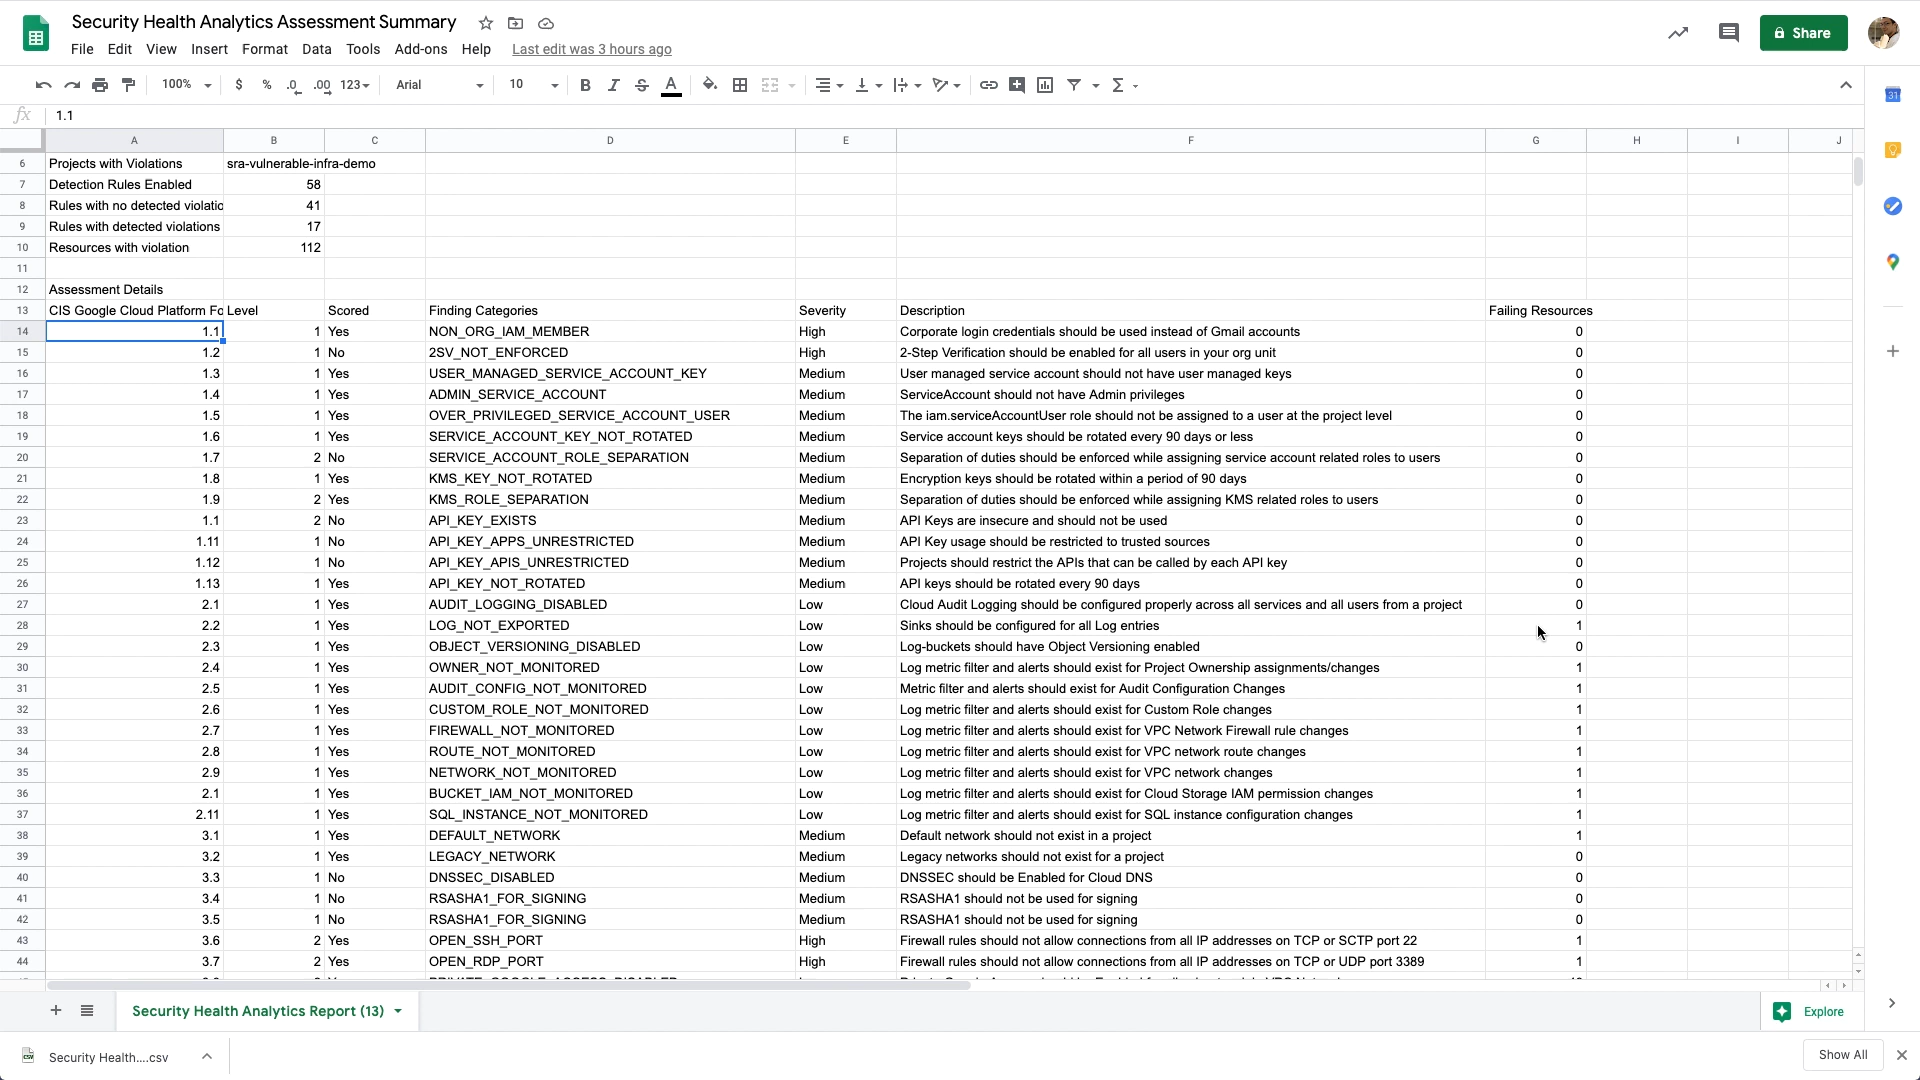 Security Health Analytics Assessment Summary
File Edit View Insert Format Data Tools Add-ons Help Last edit was 3 hours ago
Share
100% $ % .0 .00 123 Arial 10 B I S A Σ
fx 1.1
A B C D E F G H I J
6 Projects with Violations sra-vulnerable-infra-demo
7 Detection Rules Enabled 58
8 Rules with no detected violatio 41
9 Rules with detected violations 17
10 Resources with violation 112
11
12 Assessment Details
13 CIS Google Cloud Platform Fo Level Scored Finding Categories Severity Description Failing Resources
14 1.1 1 Yes NON_ORG_IAM_MEMBER High Corporate login credentials should be used instead of Gmail accounts 0
15 1.2 1 No 2SV_NOT_ENFORCED High 2-Step Verification should be enabled for all users in your org unit 0
16 1.3 1 Yes USER_MANAGED_SERVICE_ACCOUNT_KEY Medium User managed service account should not have user managed keys 0
17 1.4 1 Yes ADMIN_SERVICE_ACCOUNT Medium ServiceAccount should not have Admin privileges 0
18 1.5 1 Yes OVER_PRIVILEGED_SERVICE_ACCOUNT_USER Medium The iam.serviceAccountUser role should not be assigned to a user at the project level 0
19 1.6 1 Yes SERVICE_ACCOUNT_KEY_NOT_ROTATED Medium Service account keys should be rotated every 90 days or less 0
20 1.7 2 No SERVICE_ACCOUNT_ROLE_SEPARATION Medium Separation of duties should be enforced while assigning service account related roles to users 0
21 1.8 1 Yes KMS_KEY_NOT_ROTATED Medium Encryption keys should be rotated within a period of 90 days 0
22 1.9 2 Yes KMS_ROLE_SEPARATION Medium Separation of duties should be enforced while assigning KMS related roles to users 0
23 1.1 2 No API_KEY_EXISTS Medium API Keys are insecure and should not be used 0
24 1.11 1 No API_KEY_APPS_UNRESTRICTED Medium API Key usage should be restricted to trusted sources 0
25 1.12 1 No API_KEY_APIS_UNRESTRICTED Medium Projects should restrict the APIs that can be called by each API key 0
26 1.13 1 Yes API_KEY_NOT_ROTATED Medium API keys should be rotated every 90 days 0
27 2.1 1 Yes AUDIT_LOGGING_DISABLED Low Cloud Audit Logging should be configured properly across all services and all users from a project 0
28 2.2 1 Yes LOG_NOT_EXPORTED Low Sinks should be configured for all Log entries 1
29 2.3 1 Yes OBJECT_VERSIONING_DISABLED Low Log-buckets should have Object Versioning enabled 0
30 2.4 1 Yes OWNER_NOT_MONITORED Low Log metric filter and alerts should exist for Project Ownership assignments/changes 1
31 2.5 1 Yes AUDIT_CONFIG_NOT_MONITORED Low Metric filter and alerts should exist for Audit Configuration Changes 1
32 2.6 1 Yes CUSTOM_ROLE_NOT_MONITORED Low Log metric filter and alerts should exist for Custom Role changes 1
33 2.7 1 Yes FIREWALL_NOT_MONITORED Low Log metric filter and alerts should exist for VPC Network Firewall rule changes 1
34 2.8 1 Yes ROUTE_NOT_MONITORED Low Log metric filter and alerts should exist for VPC network route changes 1
35 2.9 1 Yes NETWORK_NOT_MONITORED Low Log metric filter and alerts should exist for VPC network changes 1
36 2.1 1 Yes BUCKET_IAM_NOT_MONITORED Low Log metric filter and alerts should exist for Cloud Storage IAM permission changes 1
37 2.11 1 Yes SQL_INSTANCE_NOT_MONITORED Low Log metric filter and alerts should exist for SQL instance configuration changes 1
38 3.1 1 Yes DEFAULT_NETWORK Medium Default network should not exist in a project 1
39 3.2 1 Yes LEGACY_NETWORK Medium Legacy networks should not exist for a project 0
40 3.3 1 No DNSSEC_DISABLED Medium DNSSEC should be Enabled for Cloud DNS 0
41 3.4 1 No RSASHA1_FOR_SIGNING Medium RSASHA1 should not be used for signing 0
42 3.5 1 No RSASHA1_FOR_SIGNING Medium RSASHA1 should not be used for signing 0
43 3.6 2 Yes OPEN_SSH_PORT High Firewall rules should not allow connections from all IP addresses on TCP or SCTP port 22 1
44 3.7 2 Yes OPEN_RDP_PORT High Firewall rules should not allow connections from all IP addresses on TCP or UDP port 3389 1
Security Health Analytics Report (13) Explore
Security Health....csv Show All